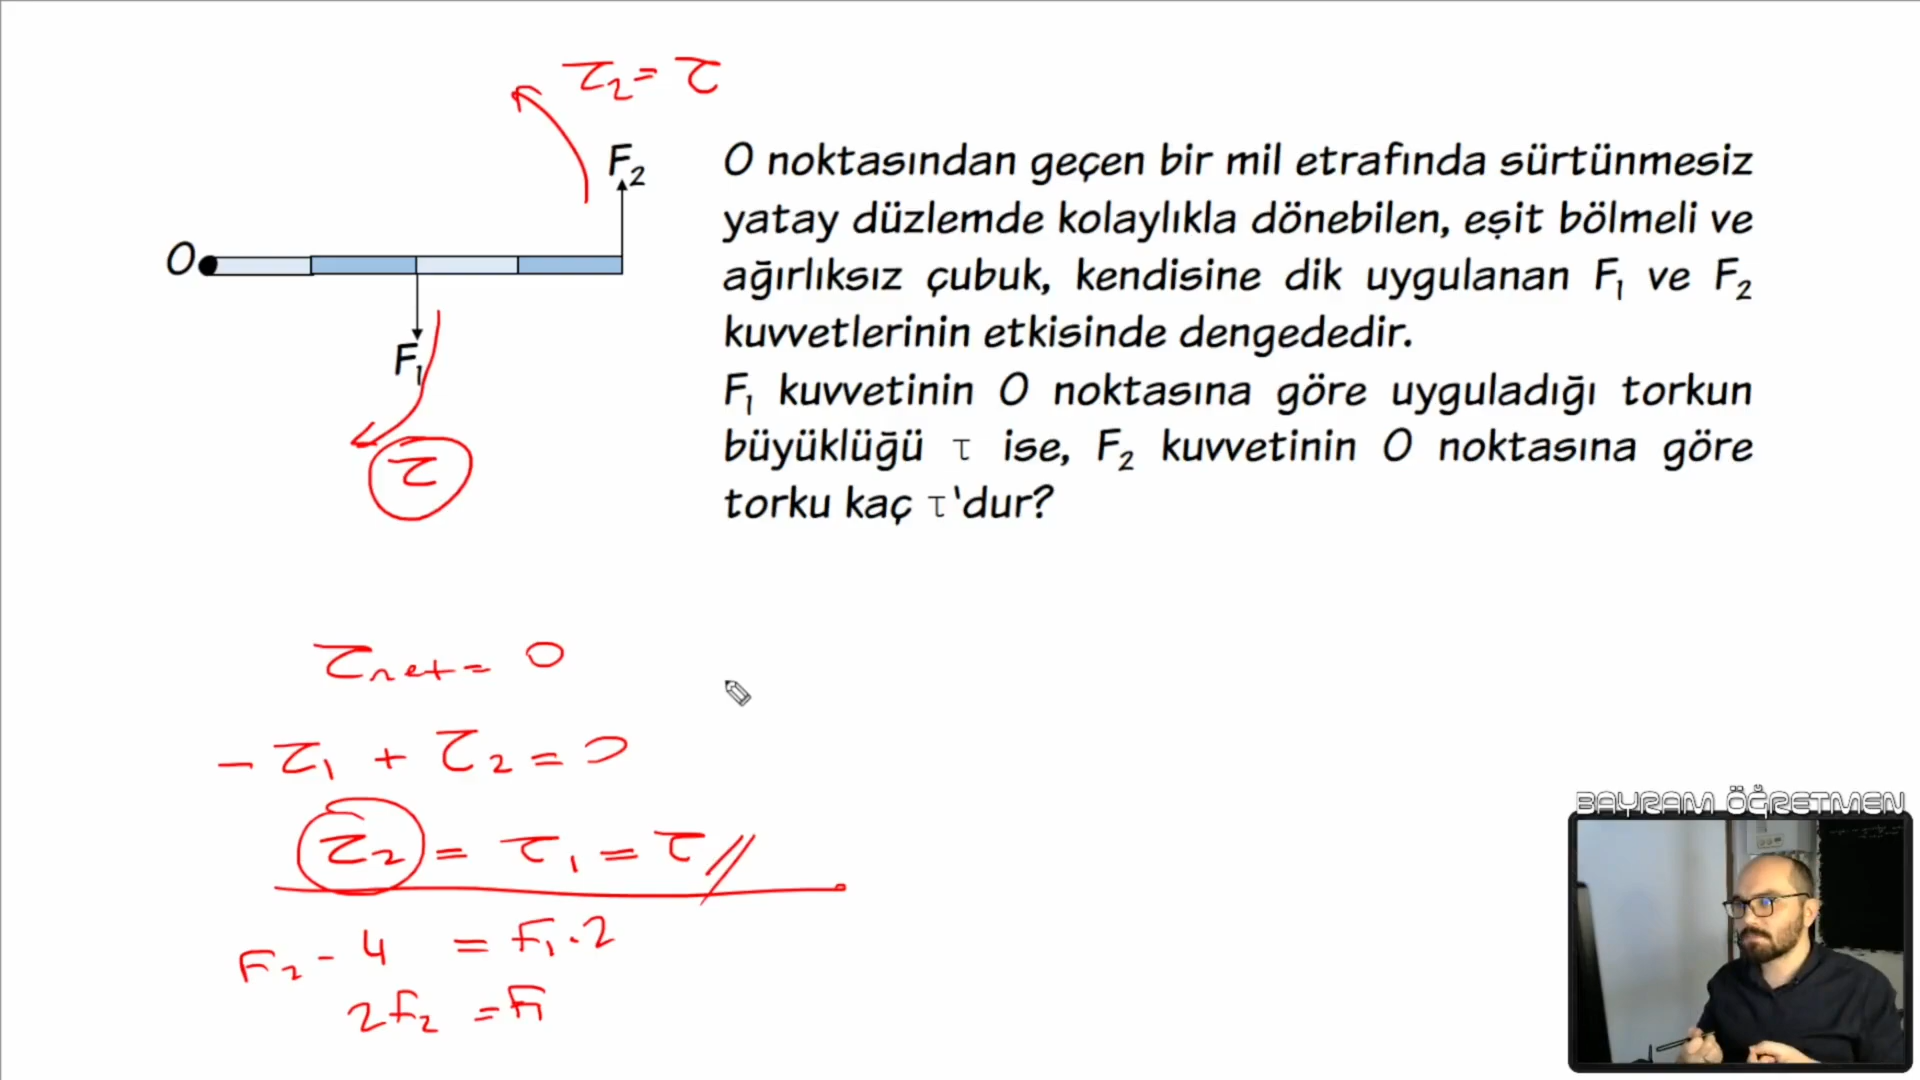 τ₂ = τ
F₂
O
F₁
τ
O noktasından geçen bir mil etrafında sürtünmesiz
yatay düzlemde kolaylıkla dönebilen, eşit bölmeli ve
ağırlıksız çubuk, kendisine dik uygulanan F₁ ve F₂
kuvvetlerinin etkisinde dengededir.
F₁ kuvvetinin O noktasına göre uyguladığı torkun
büyüklüğü τ ise, F₂ kuvvetinin O noktasına göre
torku kaç τ'dur?
τnet = 0
- τ₁ + τ₂ = 0
τ₂ = τ₁ = τ //
F₂ - 4 = F₁ . 2
2F₂ = F₁
BAYRAM ÖĞRETMEN